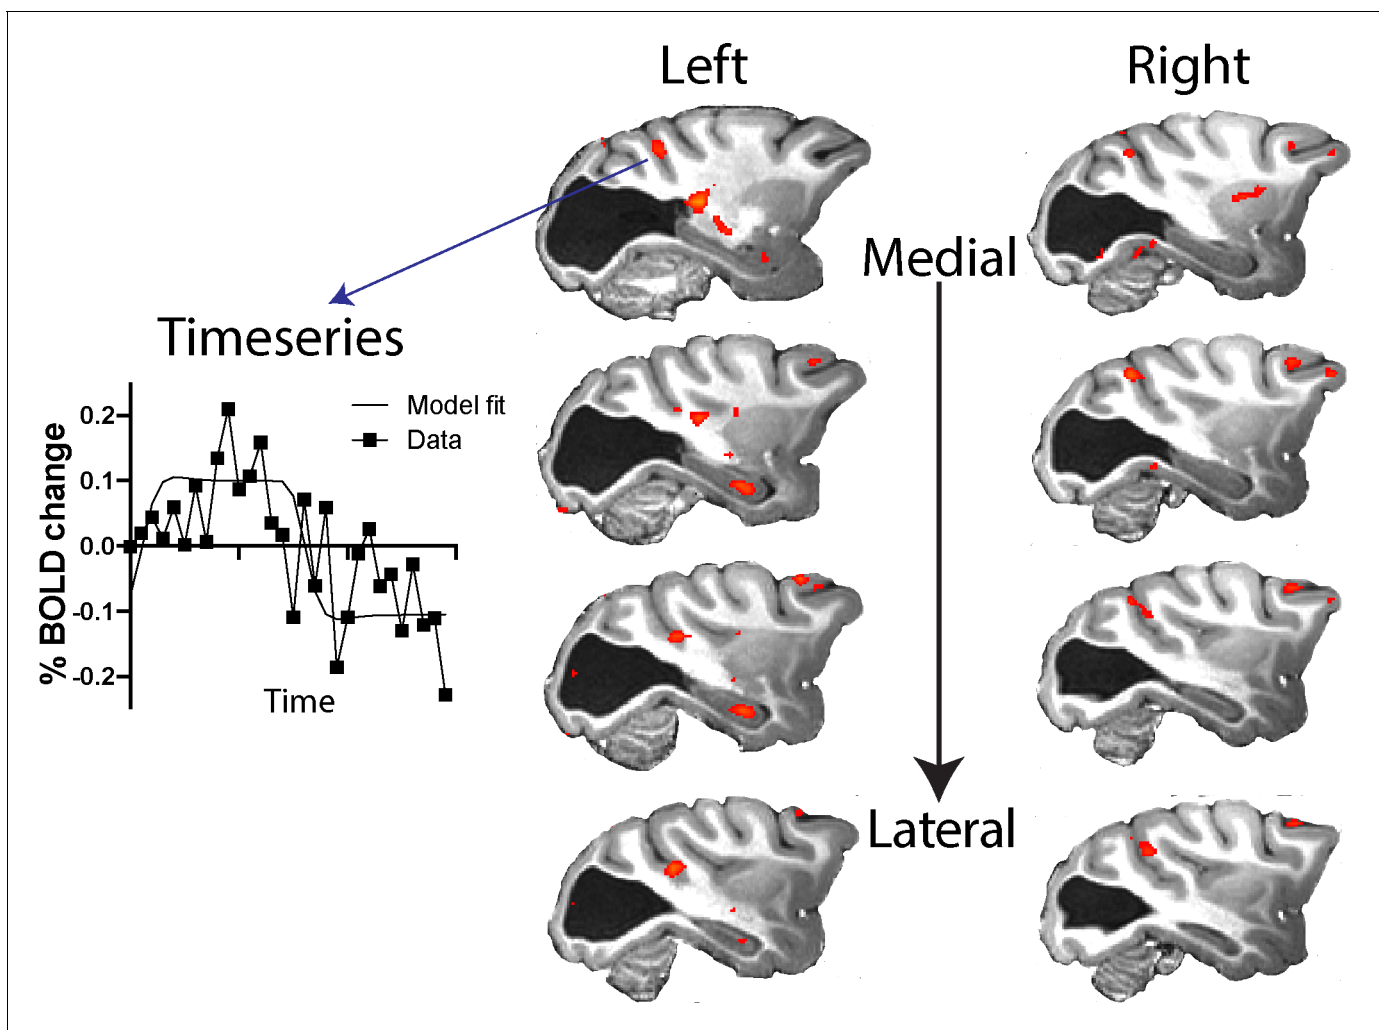 Left
Right
Medial
Timeseries
Model fit
Data
% BOLD change
0.2
0.1
0.0
-0.1
-0.2
Time
Lateral